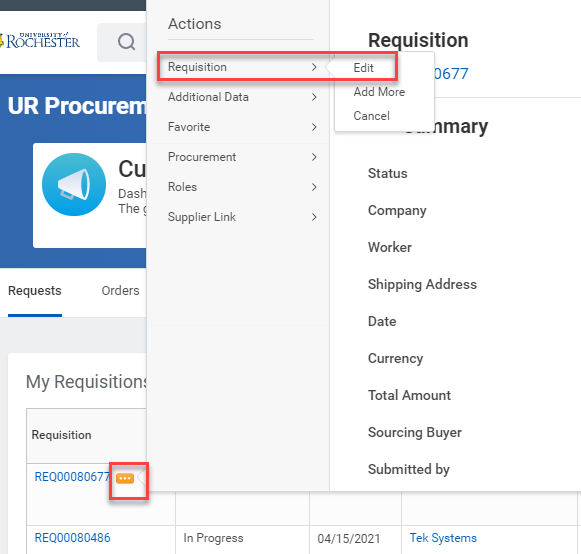 UNIVERSITY of
ROCHESTER
Actions
Requisition
Edit
Add More
Cancel
Additional Data
Favorite
Procurement
Roles
Supplier Link
Requisition
0677
Summary
Status
Company
Worker
Shipping Address
Date
Currency
Total Amount
Sourcing Buyer
Submitted by
UR Procurem
Cu
Dash
The g
Requests Orders
My Requisitions
Requisition
REQ00080677
REQ00080486 In Progress 04/15/2021 Tek Systems